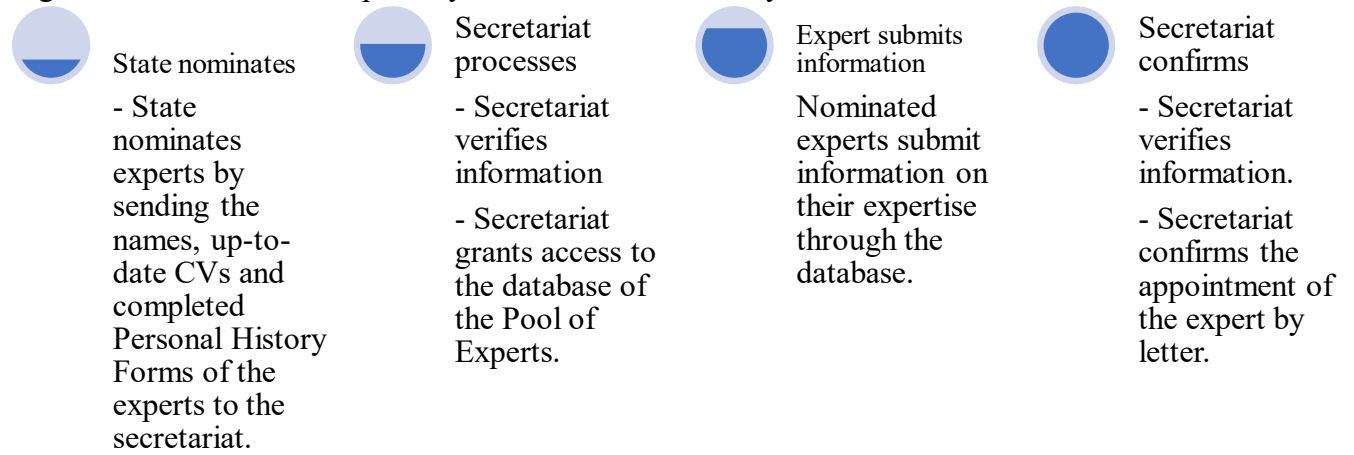 State nominates
- State
nominates
experts by
sending the
names, up-to-
date CVs and
completed
Personal History
Forms of the
experts to the
secretariat.
Secretariat
processes
- Secretariat
verifies
information
- Secretariat
grants access to
the database of
the Pool of
Experts.
Expert submits
information
Nominated
experts submit
information on
their expertise
through the
database.
Secretariat
confirms
- Secretariat
verifies
information.
- Secretariat
confirms the
appointment of
the expert by
letter.